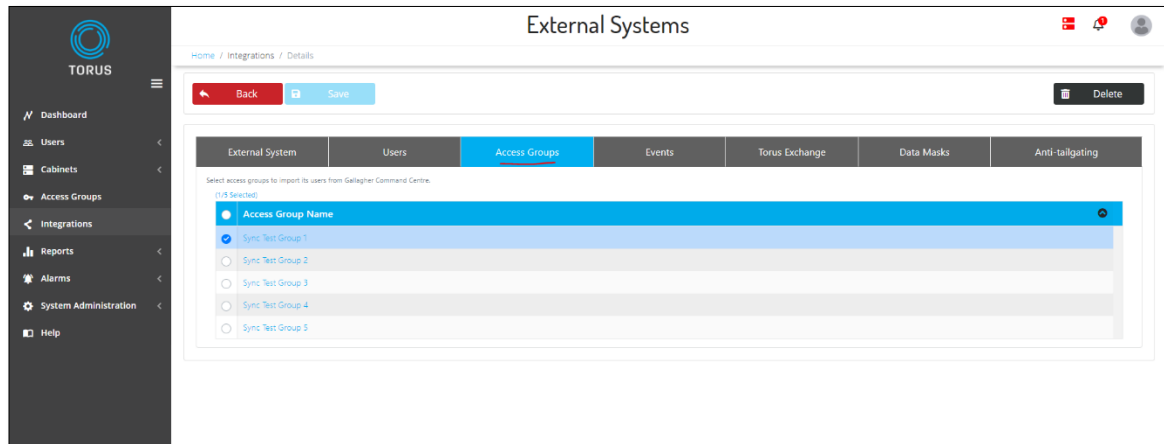 External Systems
1
TORUS
Home / Integrations / Details
Back
Save
Delete
Dashboard
Users
Cabinets
Access Groups
Integrations
Reports
Alarms
System Administration
Help
External System
Users
Access Groups
Events
Torus Exchange
Data Masks
Anti-tailgating
Select access groups to import its users from Gallagher Command Centre.
(1/5 Selected)
Access Group Name
Sync Test Group 1
Sync Test Group 2
Sync Test Group 3
Sync Test Group 4
Sync Test Group 5